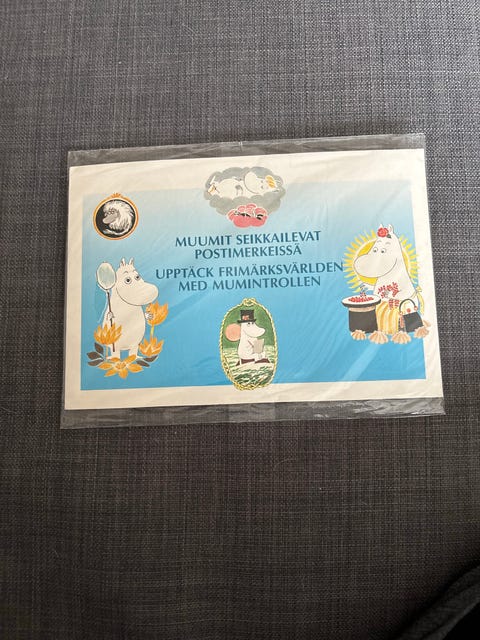 MUUMIT SEIKKAILEVAT
POSTIMERKEISSÄ
UPPTÄCK FRIMÄRKSVÄRLDEN
MED MUMINTROLLEN